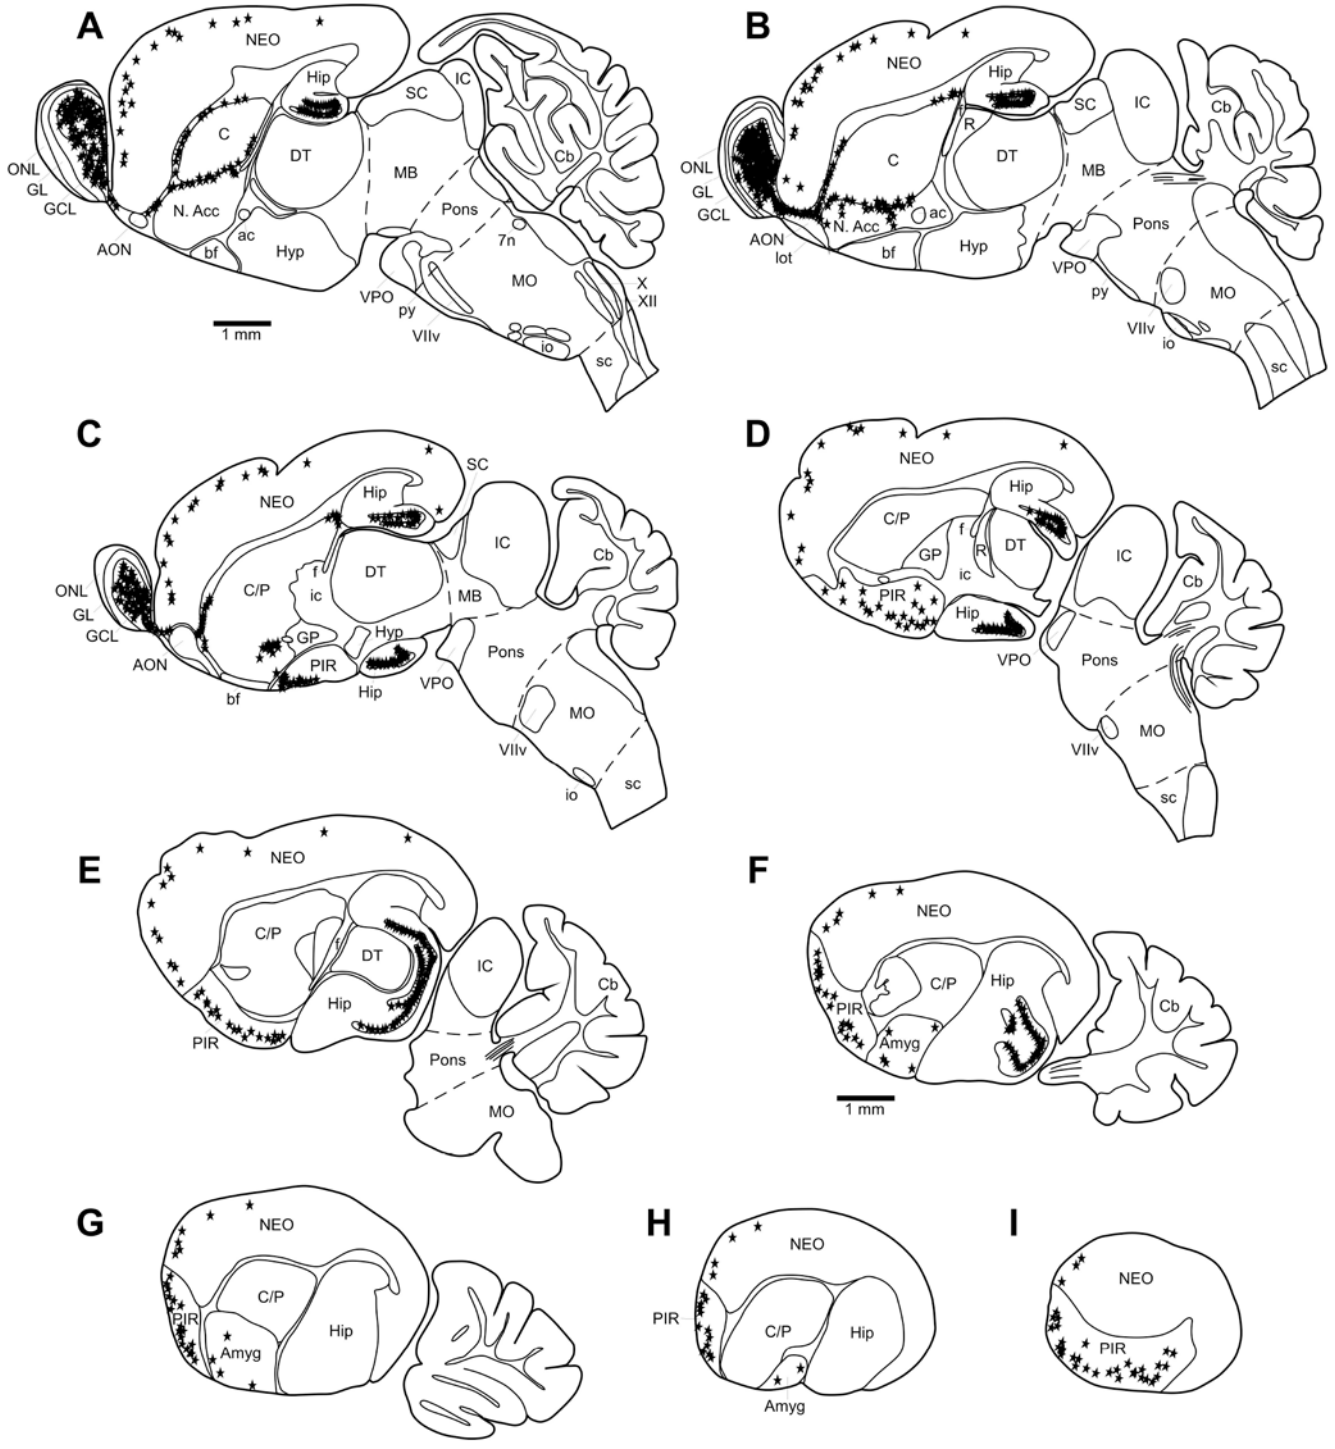 A
NEO
Hip
SC
IC
C
DT
Cb
MB
ONL
GL
GCL
N. Acc
Pons
AON
ac
bf
Hyp
7n
VPO
MO
X
XII
py
VIIv
io
sc
1 mm
B
NEO
Hip
SC
IC
Cb
R
C
DT
MB
ONL
GL
GCL
AON
lot
N. Acc
ac
bf
Hyp
Pons
VPO
py
MO
VIIv
io
sc
C
NEO
SC
Hip
IC
Cb
ONL
GL
GCL
C/P
f
ic
DT
MB
AON
GP
Hyp
PIR
Hip
bf
VPO
Pons
MO
VIIv
io
sc
D
NEO
Hip
C/P
f
GP
R
DT
ic
IC
Cb
PIR
Hip
VPO
Pons
VIIv
MO
sc
E
NEO
C/P
f
DT
Hip
IC
Cb
PIR
Pons
MO
F
NEO
C/P
Hip
PIR
Amyg
Cb
1 mm
G
NEO
C/P
PIR
Amyg
Hip
H
NEO
PIR
C/P
Hip
Amyg
I
NEO
PIR